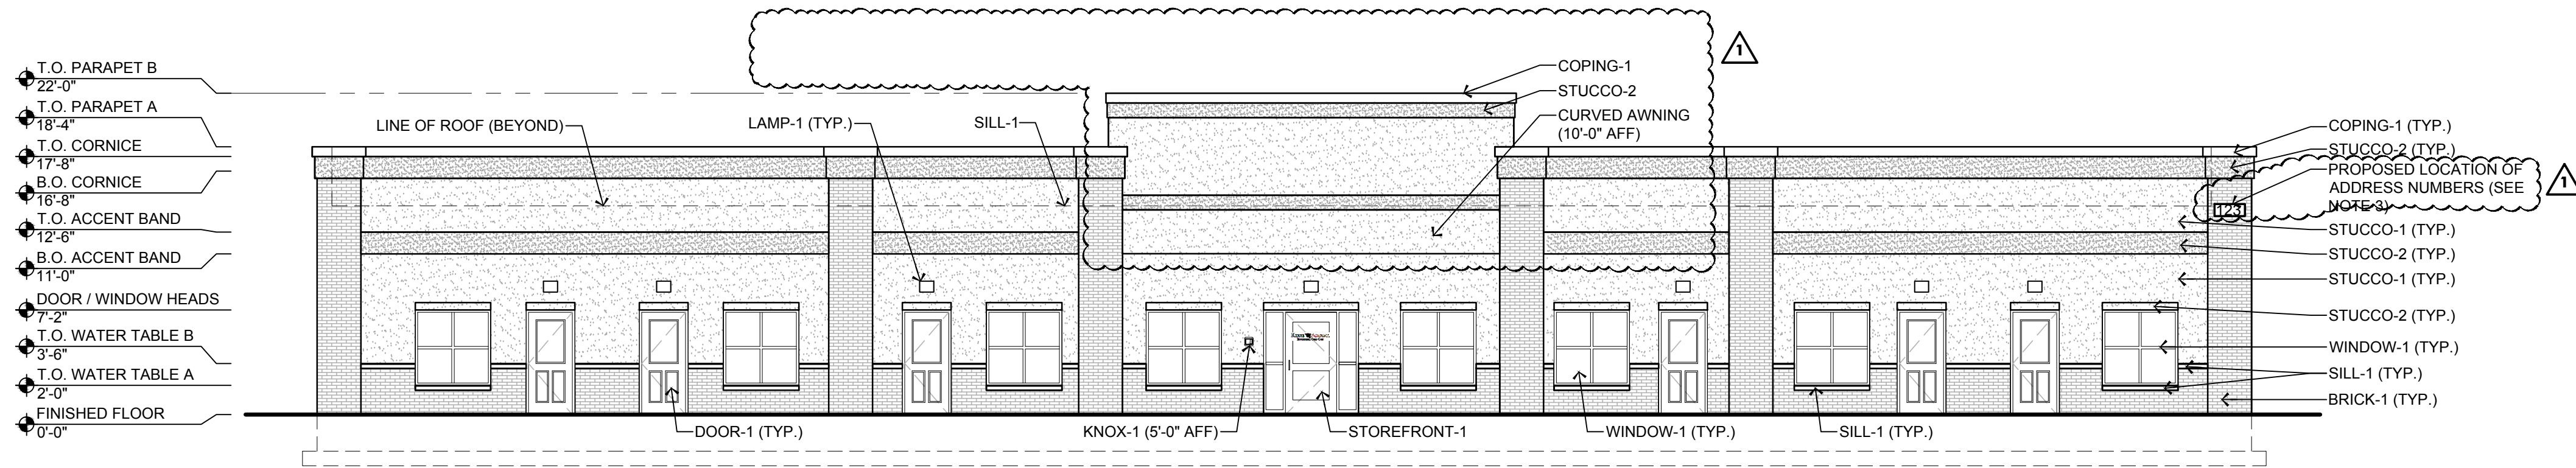 T.O. PARAPET B
22'-0"
T.O. PARAPET A
18'-4"
T.O. CORNICE
17'-8"
B.O. CORNICE
16'-8"
T.O. ACCENT BAND
12'-6"
B.O. ACCENT BAND
11'-0"
DOOR / WINDOW HEADS
7'-2"
T.O. WATER TABLE B
3'-6"
T.O. WATER TABLE A
2'-0"
FINISHED FLOOR
0'-0"
LINE OF ROOF (BEYOND)
LAMP-1 (TYP.)
SILL-1
COPING-1
STUCCO-2
CURVED AWNING
(10'-0" AFF)
1
COPING-1 (TYP.)
STUCCO-2 (TYP.)
PROPOSED LOCATION OF
ADDRESS NUMBERS (SEE
NOTE 3)
1
123
STUCCO-1 (TYP.)
STUCCO-2 (TYP.)
STUCCO-1 (TYP.)
STUCCO-2 (TYP.)
WINDOW-1 (TYP.)
SILL-1 (TYP.)
BRICK-1 (TYP.)
DOOR-1 (TYP.)
KNOX-1 (5'-0" AFF)
STOREFRONT-1
WINDOW-1 (TYP.)
SILL-1 (TYP.)